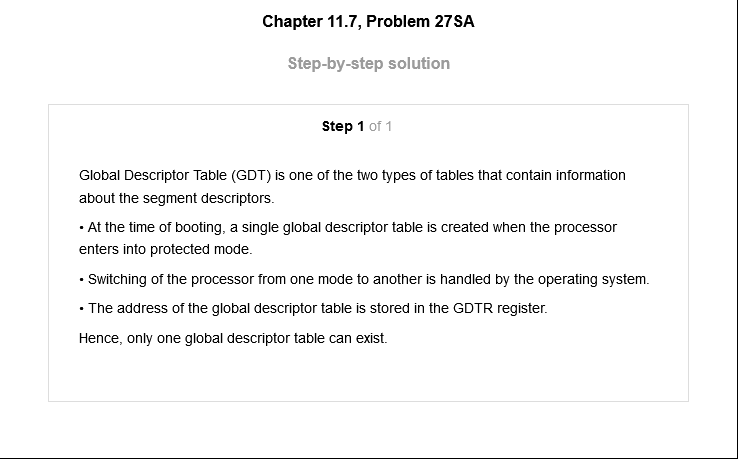 Chapter 11.7, Problem 27SA
Step-by-step solution
Step 1 of 1
Global Descriptor Table (GDT) is one of the two types of tables that contain information
about the segment descriptors.
• At the time of booting, a single global descriptor table is created when the processor
enters into protected mode.
• Switching of the processor from one mode to another is handled by the operating system.
• The address of the global descriptor table is stored in the GDTR register.
Hence, only one global descriptor table can exist.